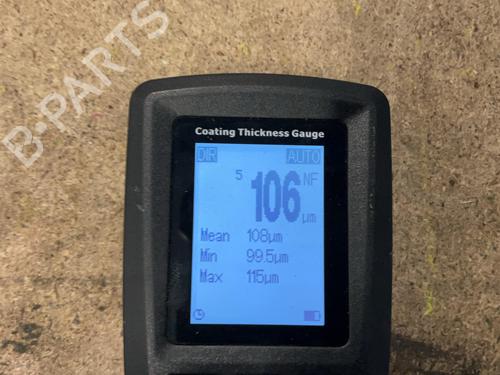 B-PARTS
Coating Thickness Gauge
DIR AUTO
5 106 NF
µm
Mean 108µm
Min 99.5µm
Max 115µm